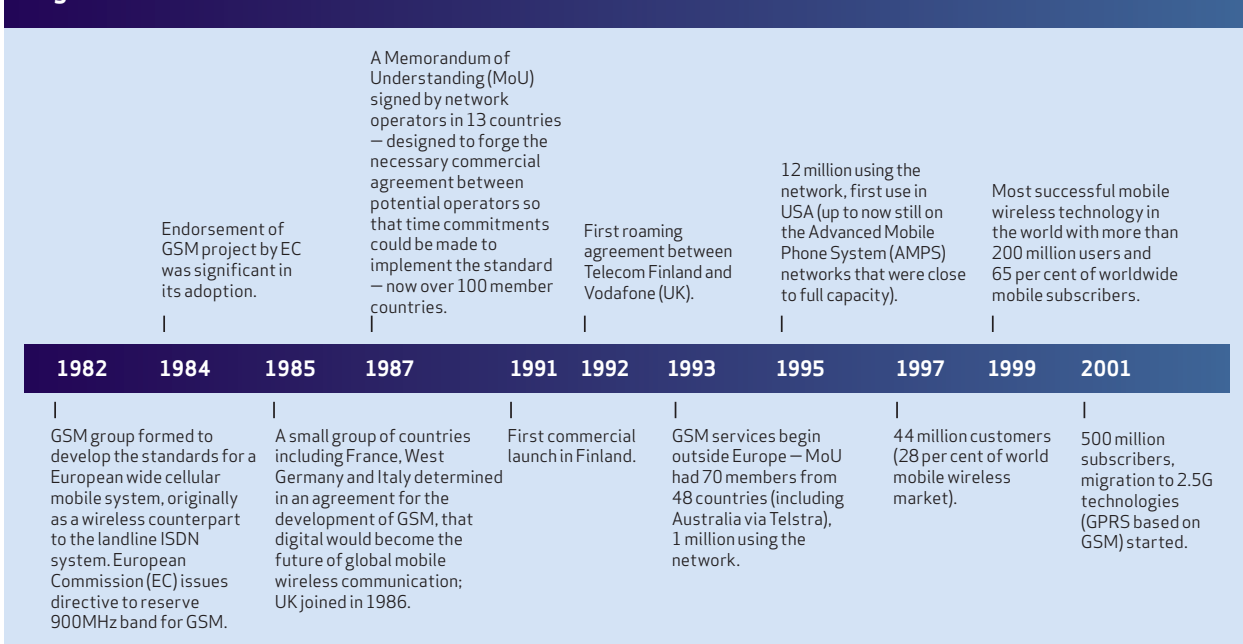 Endorsement of
GSM project by EC
was significant in
its adoption.
A Memorandum of
Understanding (MoU)
signed by network
operators in 13 countries
— designed to forge the
necessary commercial
agreement between
potential operators so
that time commitments
could be made to
implement the standard
— now over 100 member
countries.
First roaming
agreement between
Telecom Finland and
Vodafone (UK).
12 million using the
network, first use in
USA (up to now still on
the Advanced Mobile
Phone System (AMPS)
networks that were close
to full capacity).
Most successful mobile
wireless technology in
the world with more than
200 million users and
65 per cent of worldwide
mobile subscribers.
1982 1984 1985 1987 1991 1992 1993 1995 1997 1999 2001
GSM group formed to
develop the standards for a
European wide cellular
mobile system, originally
as a wireless counterpart
to the landline ISDN
system. European
Commission (EC) issues
directive to reserve
900MHz band for GSM.
A small group of countries
including France, West
Germany and Italy determined
in an agreement for the
development of GSM, that
digital would become the
future of global mobile
wireless communication;
UK joined in 1986.
First commercial
launch in Finland.
GSM services begin
outside Europe — MoU
had 70 members from
48 countries (including
Australia via Telstra),
1 million using the
network.
44 million customers
(28 per cent of world
mobile wireless
market).
500 million
subscribers,
migration to 2.5G
technologies
(GPRS based on
GSM) started.